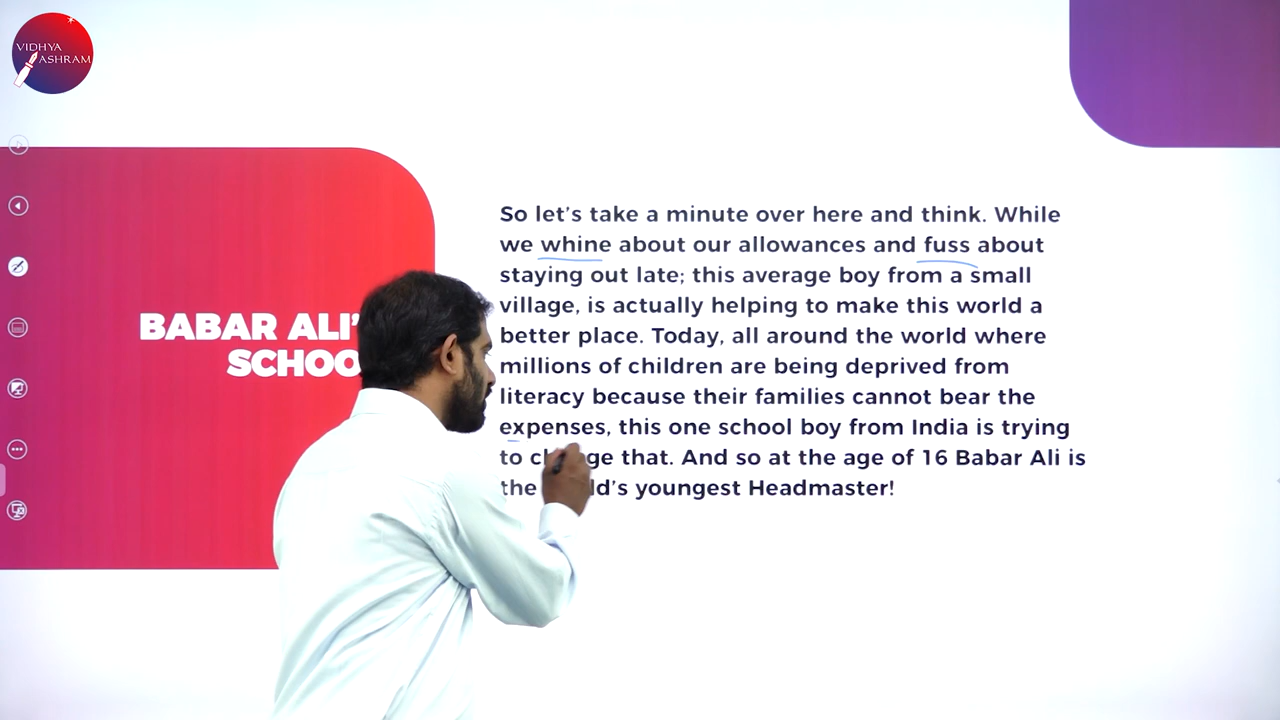 VIDHYA
ASHRAM
So let's take a minute over here and think. While
we whine about our allowances and fuss about
staying out late; this average boy from a small
village, is actually helping to make this world a
better place. Today, all around the world where
millions of children are being deprived from
literacy because their families cannot bear the
expenses, this one school boy from India is trying
to that. And so at the age of 16 Babar Ali is
the youngest Headmaster!
BABAR ALI'
SCHOO